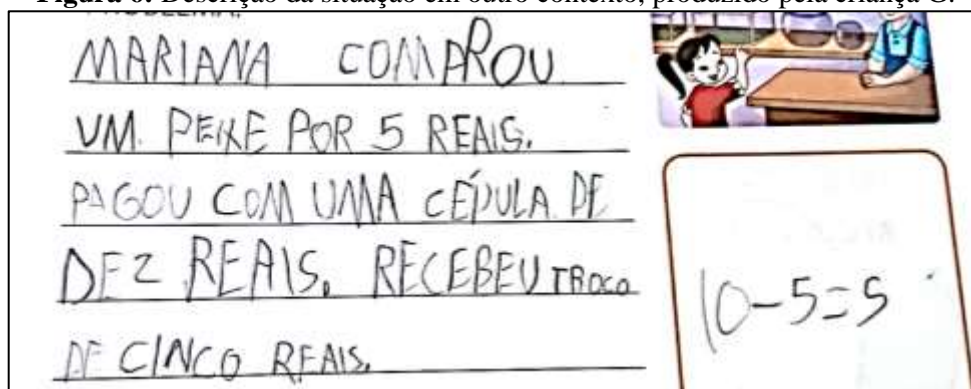 Figura 6: Descrição da situação em outro contexto, produzido pela criança G.
PROBLEMA:
MARIANA COMPROU
UM PEIXE POR 5 REAIS.
PAGOU COM UMA CÉDULA DE
DEZ REAIS. RECEBEU TROCO
DE CINCO REAIS.
10-5=5